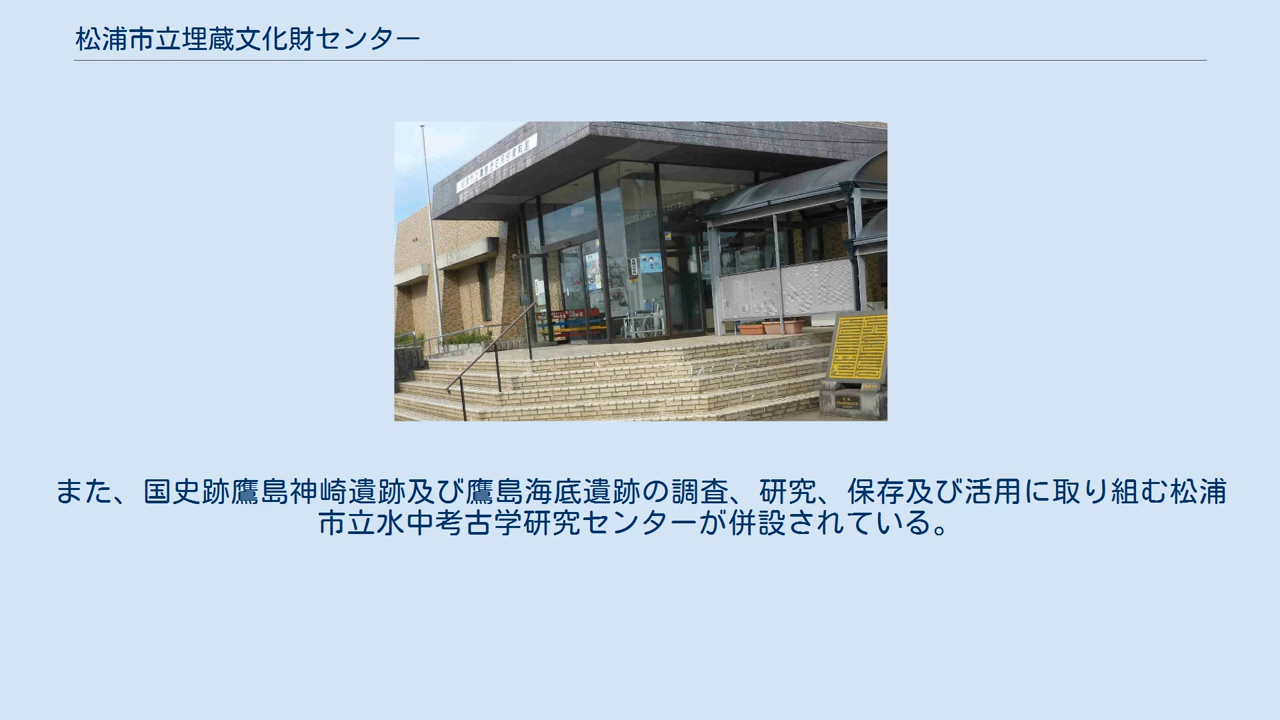 松浦市立埋蔵文化財センター
また、国史跡鷹島神崎遺跡及び鷹島海底遺跡の調査、研究、保存及び活用に取り組む松浦
市立水中考古学研究センターが併設されている。